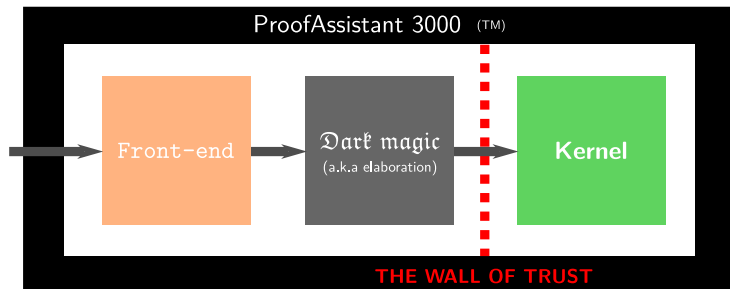 ProofAssistant 3000 (TM)
Front-end
Dark magic
(a.k.a elaboration)
Kernel
THE WALL OF TRUST